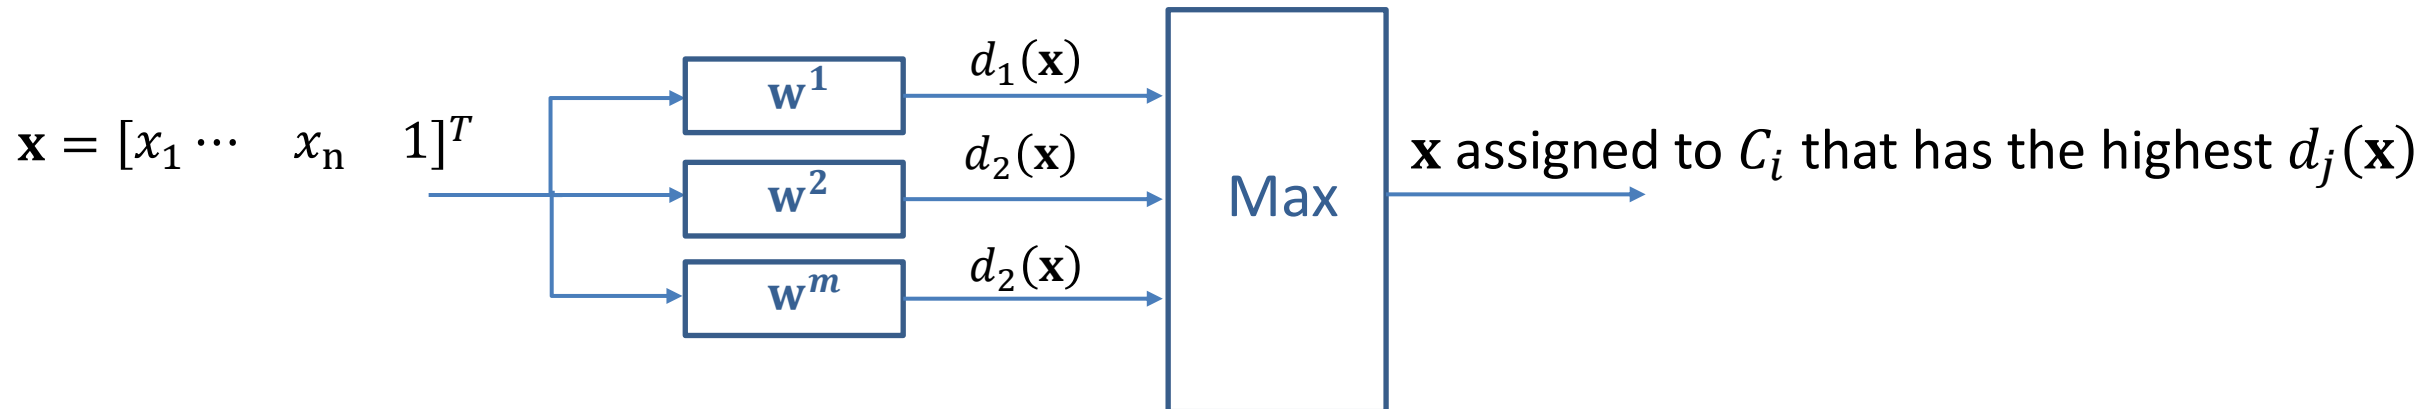 𝐱 = [𝑥₁ ⋯ 𝑥ₙ 1]ᵀ
𝐰¹
𝑑₁(𝐱)
𝐰²
𝑑₂(𝐱)
𝐰ᵐ
𝑑₂(𝐱)
Max
𝐱 assigned to 𝐶ᵢ that has the highest 𝑑ⱼ(𝐱)